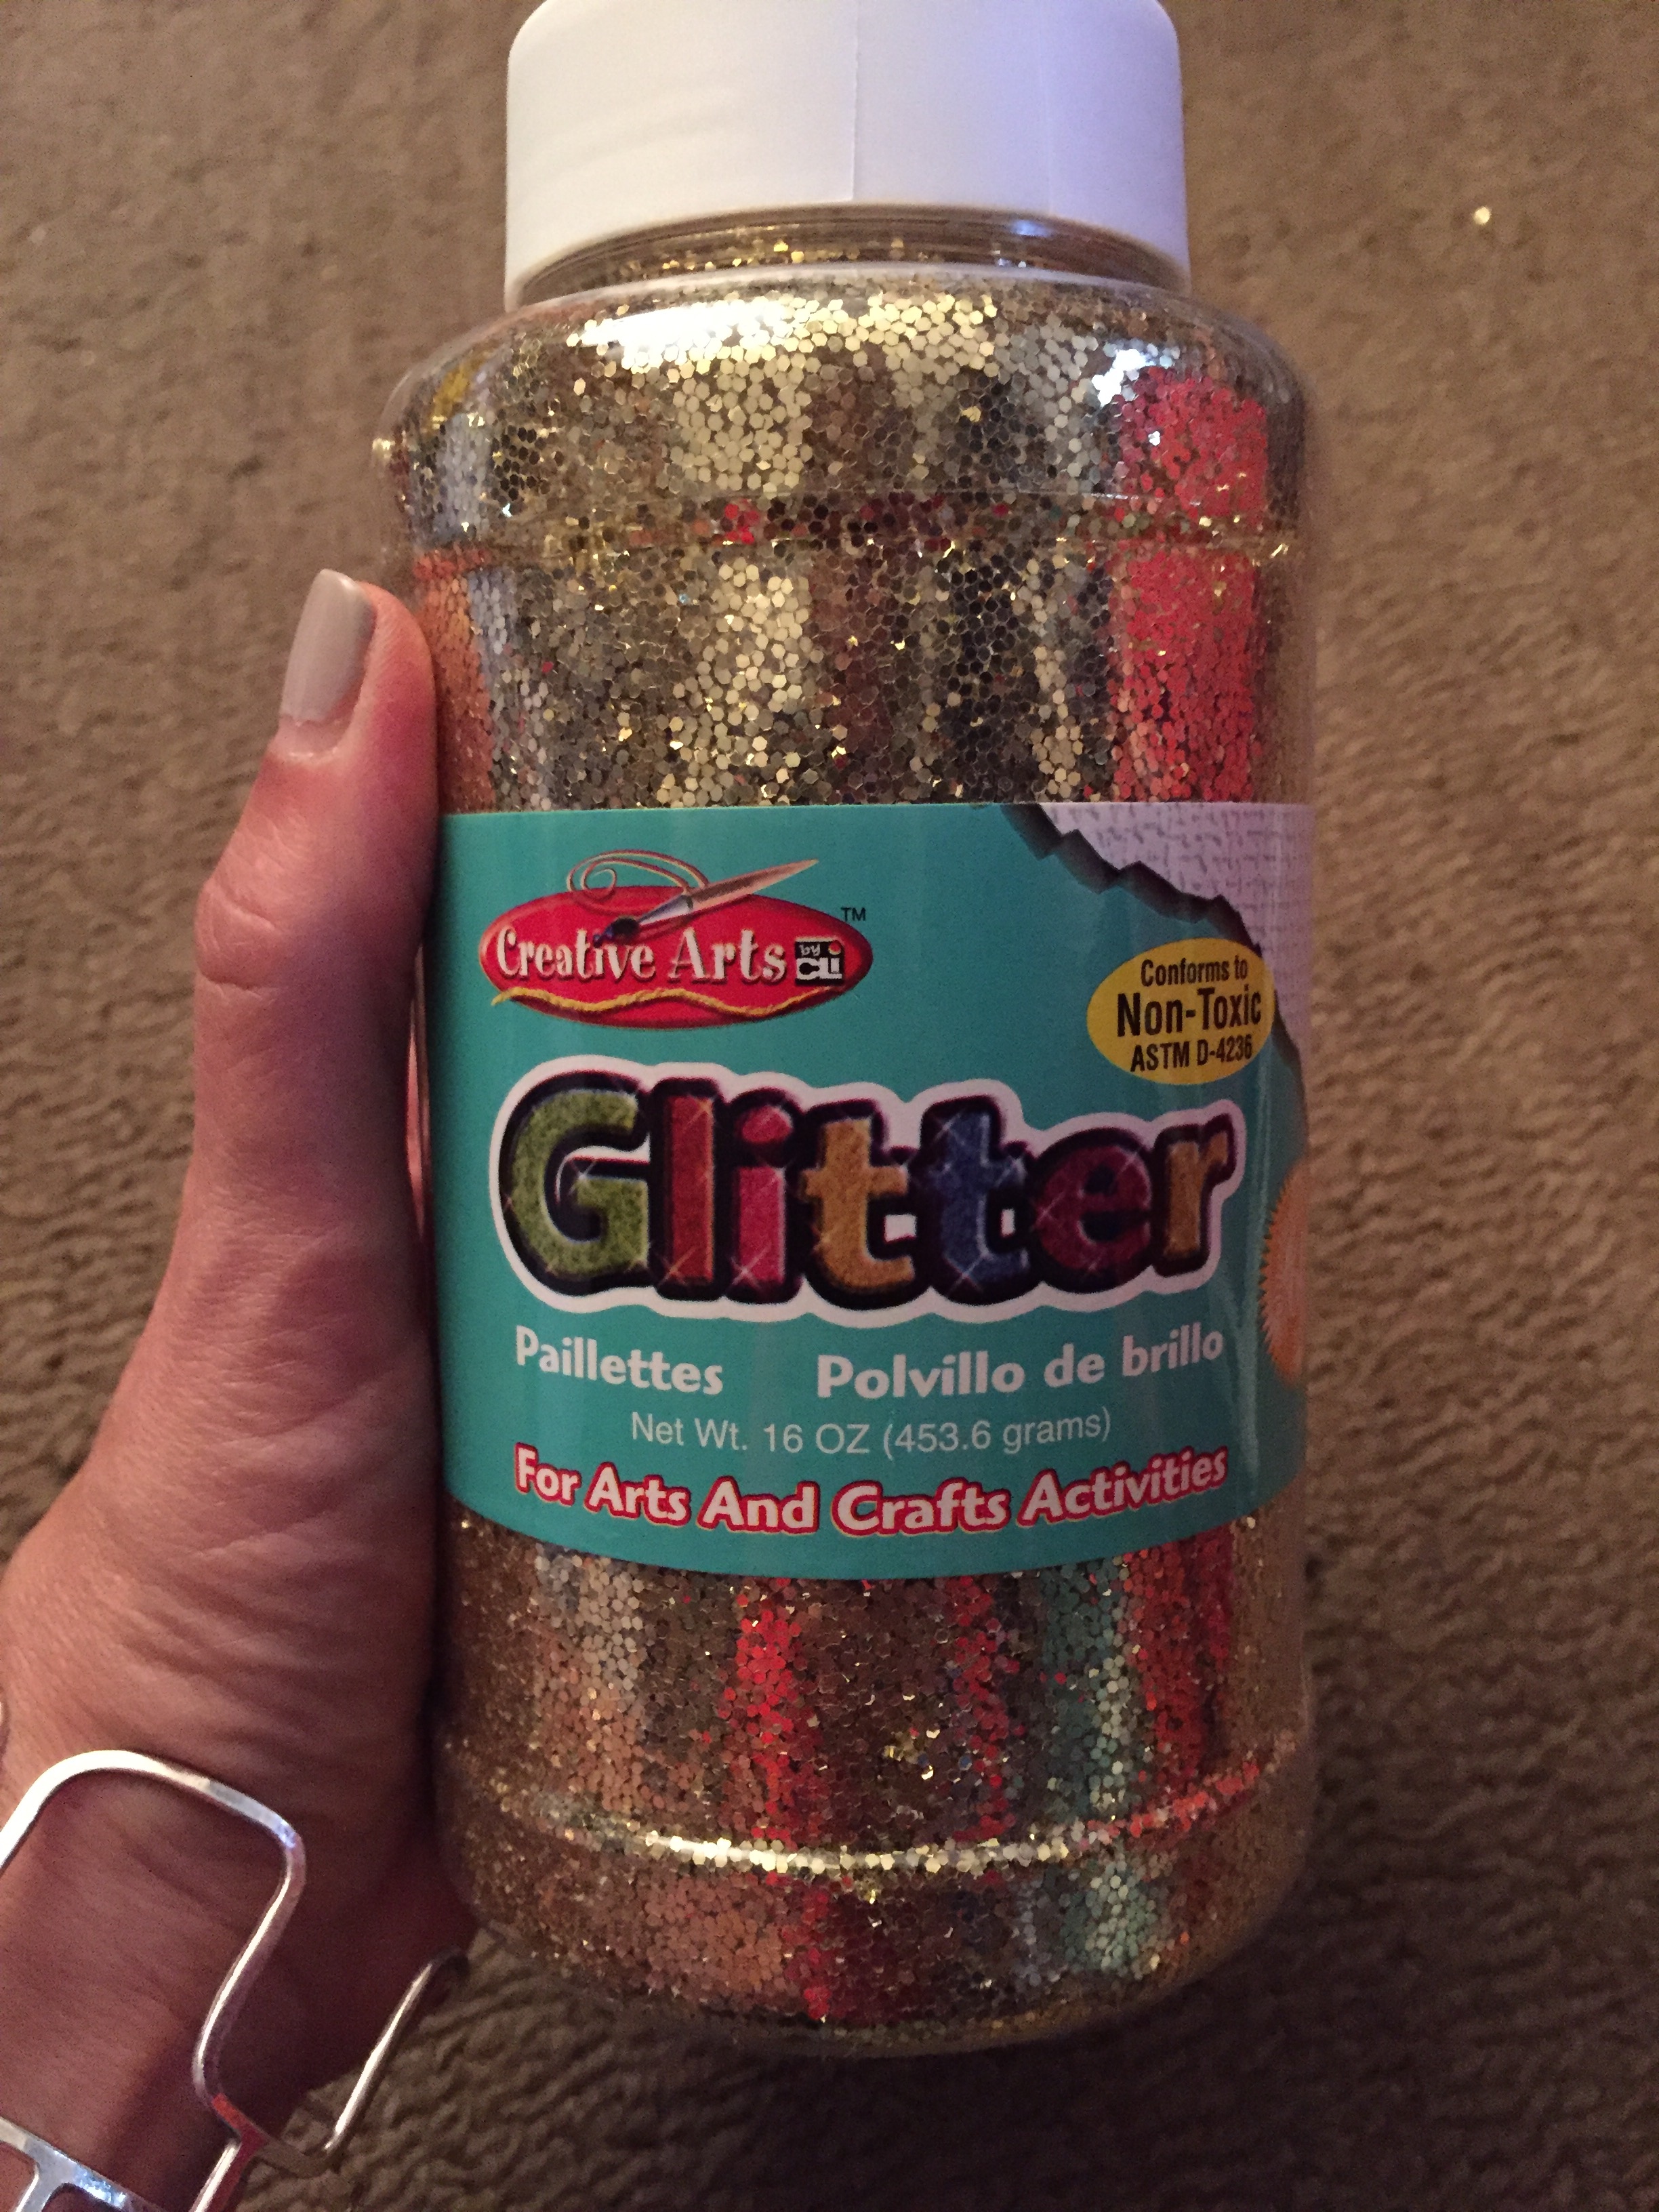 Creative Arts by CLi ™
Conforms to
Non-Toxic
ASTM D-4236
Glitter
Paillettes Polvillo de brillo
Net Wt. 16 OZ (453.6 grams)
For Arts And Crafts Activities